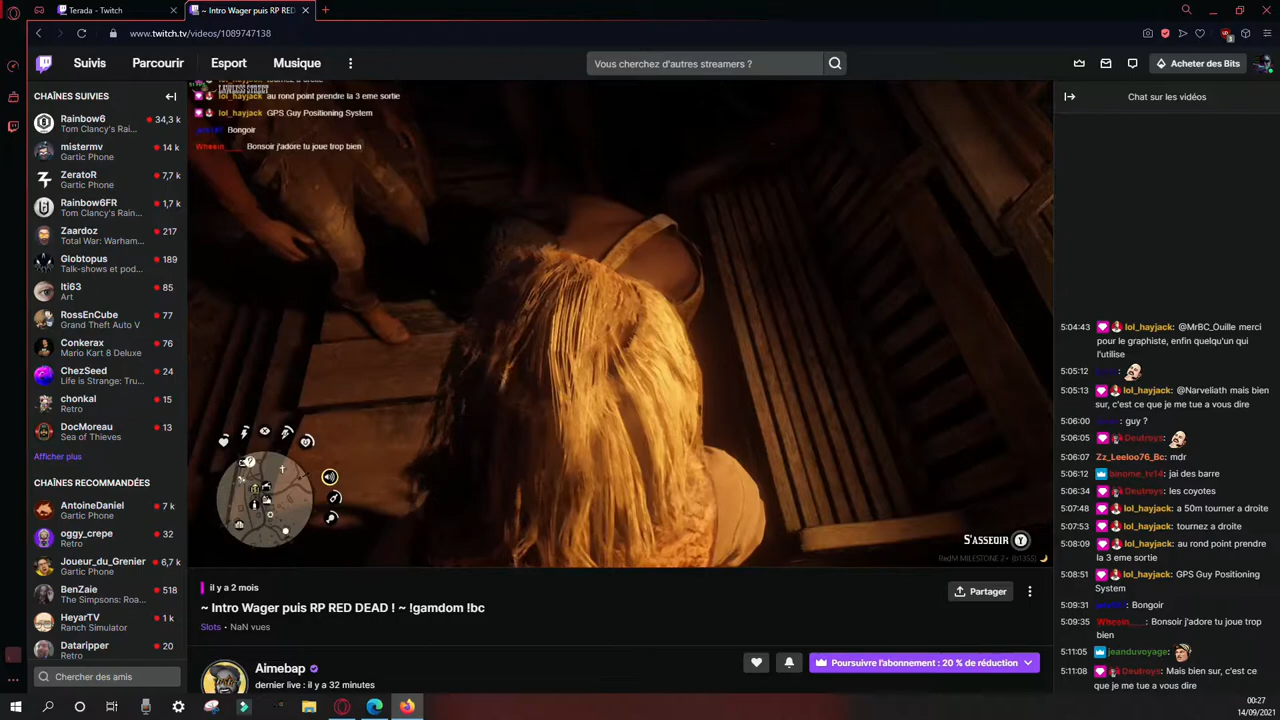 Terada - Twitch
~ Intro Wager puis RP RED DEAD
www.twitch.tv/videos/1089747138
Suivis
Parcourir
Esport
Musique
Vous cherchez d'autres streamers ?
Acheter des Bits
CHAÎNES SUIVIES
Rainbow6
34,3 k
Tom Clancy's Rai...
mistermv
14 k
Gartic Phone
ZeratoR
7,7 k
Gartic Phone
Rainbow6FR
1,7 k
Tom Clancy's Rain...
Zaardoz
217
Total War: Warham...
Globtopus
189
Talk-shows et pod...
Iti63
85
Art
RossEnCube
77
Grand Theft Auto V
Conkerax
76
Mario Kart 8 Deluxe
ChezSeed
24
Life is Strange: Tru...
chonkal
15
Retro
DocMoreau
13
Sea of Thieves
Afficher plus
CHAÎNES RECOMMANDÉES
AntoineDaniel
7 k
Gartic Phone
oggy_crepe
32
Retro
Joueur_du_Grenier
6,7 k
Gartic Phone
BenZaie
78
The Simpsons: Roa...
HeyarTV
1 k
Ranch Simulator
Dataripper
20
Retro
Chercher des amis
LAWLESS STREET
lol_hayjack au rond point prendre la 3 eme sortie
lol_hayjack GPS Guy Positioning System
Bongoir
Wheein____ Bonsoir j'adore tu joue trop bien
S'ASSEOIR Y
RedM MILESTONE 2+ (b1355)
il y a 2 mois
~ Intro Wager puis RP RED DEAD ! ~ !gamdom !bc
Slots • NaN vues
Partager
Aimebap
dernier live : il y a 32 minutes
Poursuivre l'abonnement : 20 % de réduction
Chat sur les vidéos
5:04:43 lol_hayjack: @MrBC_Ouille merci
pour le graphiste, enfin quelqu'un qui
l'utilise
5:05:12
5:05:13 lol_hayjack: @Narveliath mais bien
sur, c'est ce que je me tue a vous dire
5:06:00 : guy ?
5:06:05 Deutroys:
5:06:07 Zz_Leeloo76_Bc: mdr
5:06:12 binome_tv14: jai des barre
5:06:34 Deutroys: les coyotes
5:07:48 lol_hayjack: a 50m tourner a droite
5:07:53 lol_hayjack: tournez a droite
5:08:09 lol_hayjack: au rond point prendre
la 3 eme sortie
5:08:51 lol_hayjack: GPS Guy Positioning
System
5:09:31 : Bongoir
5:09:35 Wheein____: Bonsoir j'adore tu joue trop
bien
5:11:05 jeanduvoyage:
5:11:08 Deutroys: Mais bien sur, c'est ce
que je me tue a vous dire
00:27
14/09/2021